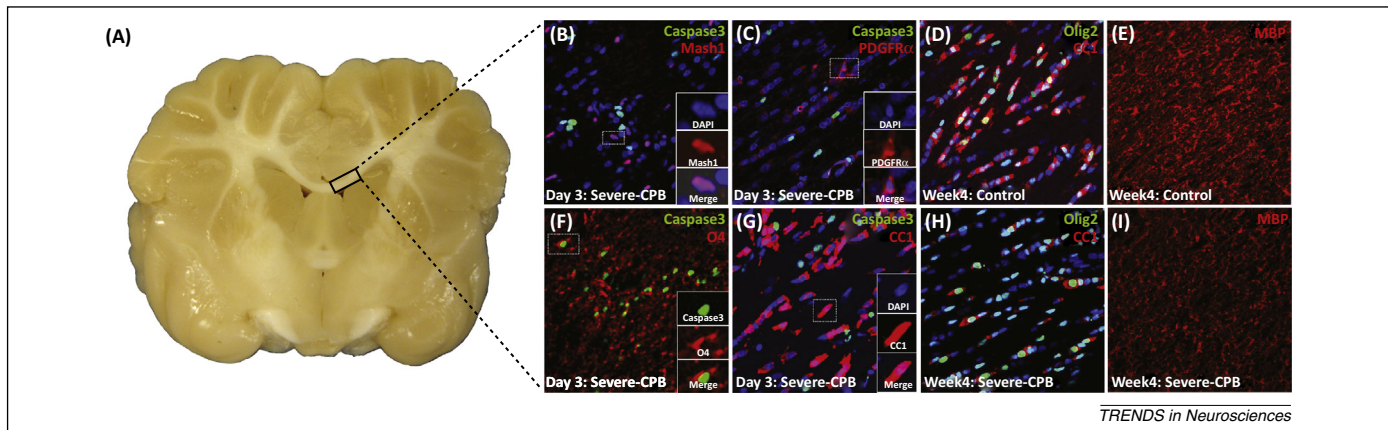 (A)
(B)
Caspase3
Mash1
DAPI
Mash1
Merge
Day 3: Severe-CPB
(C)
Caspase3
PDGFRα
DAPI
PDGFRα
Merge
Day 3: Severe-CPB
(D)
Olig2
CC1
Week4: Control
(E)
MBP
Week4: Control
(F)
Caspase3
O4
Caspase3
O4
Merge
Day 3: Severe-CPB
(G)
Caspase3
CC1
DAPI
CC1
Merge
Day 3: Severe-CPB
(H)
Olig2
CC1
Week4: Severe-CPB
(I)
MBP
Week4: Severe-CPB
TRENDS in Neurosciences